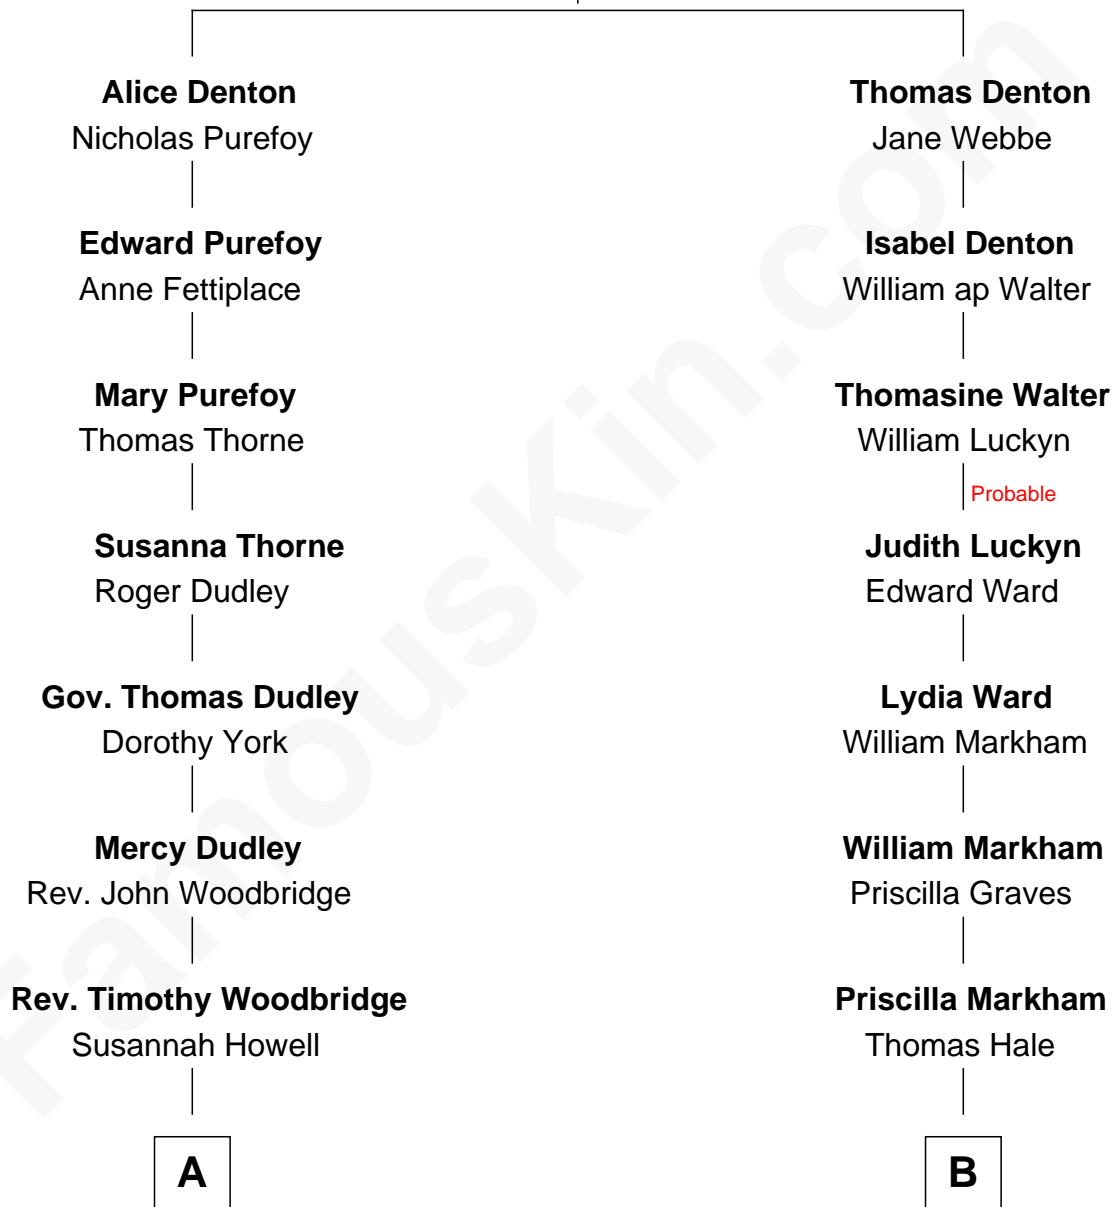 Alice Denton
Nicholas Purefoy
Edward Purefoy
Anne Fettiplace
Mary Purefoy
Thomas Thorne
Susanna Thorne
Roger Dudley
Gov. Thomas Dudley
Dorothy York
Mercy Dudley
Rev. John Woodbridge
Rev. Timothy Woodbridge
Susannah Howell
A
Thomas Denton
Jane Webbe
Isabel Denton
William ap Walter
Thomasine Walter
William Luckyn
Probable
Judith Luckyn
Edward Ward
Lydia Ward
William Markham
William Markham
Priscilla Graves
Priscilla Markham
Thomas Hale
B
FamousKin.com